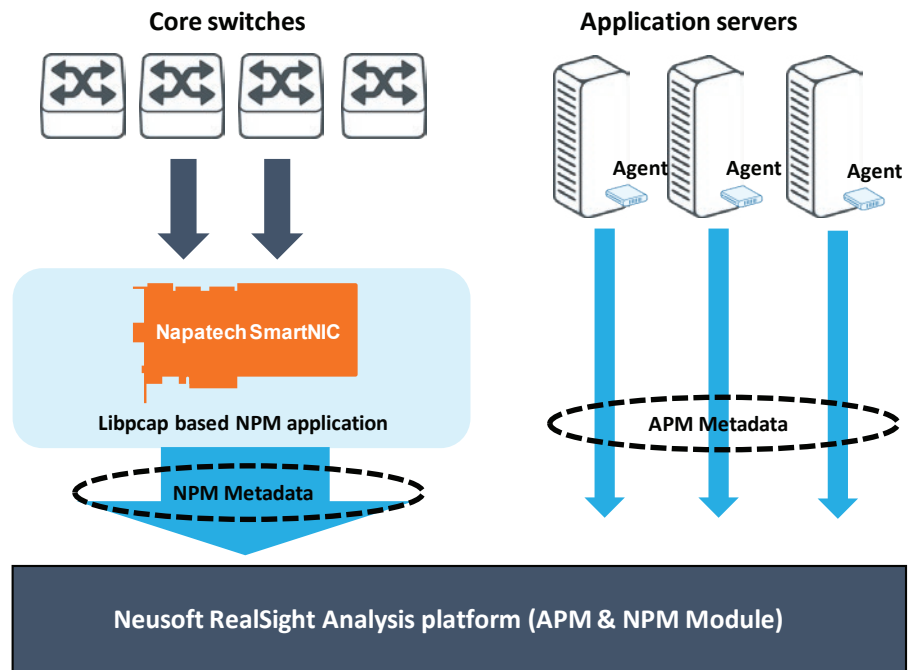 Core switches
Application servers
Agent
Agent
Agent
Napatech SmartNIC
Libpcap based NPM application
APM Metadata
NPM Metadata
Neusoft RealSight Analysis platform (APM & NPM Module)